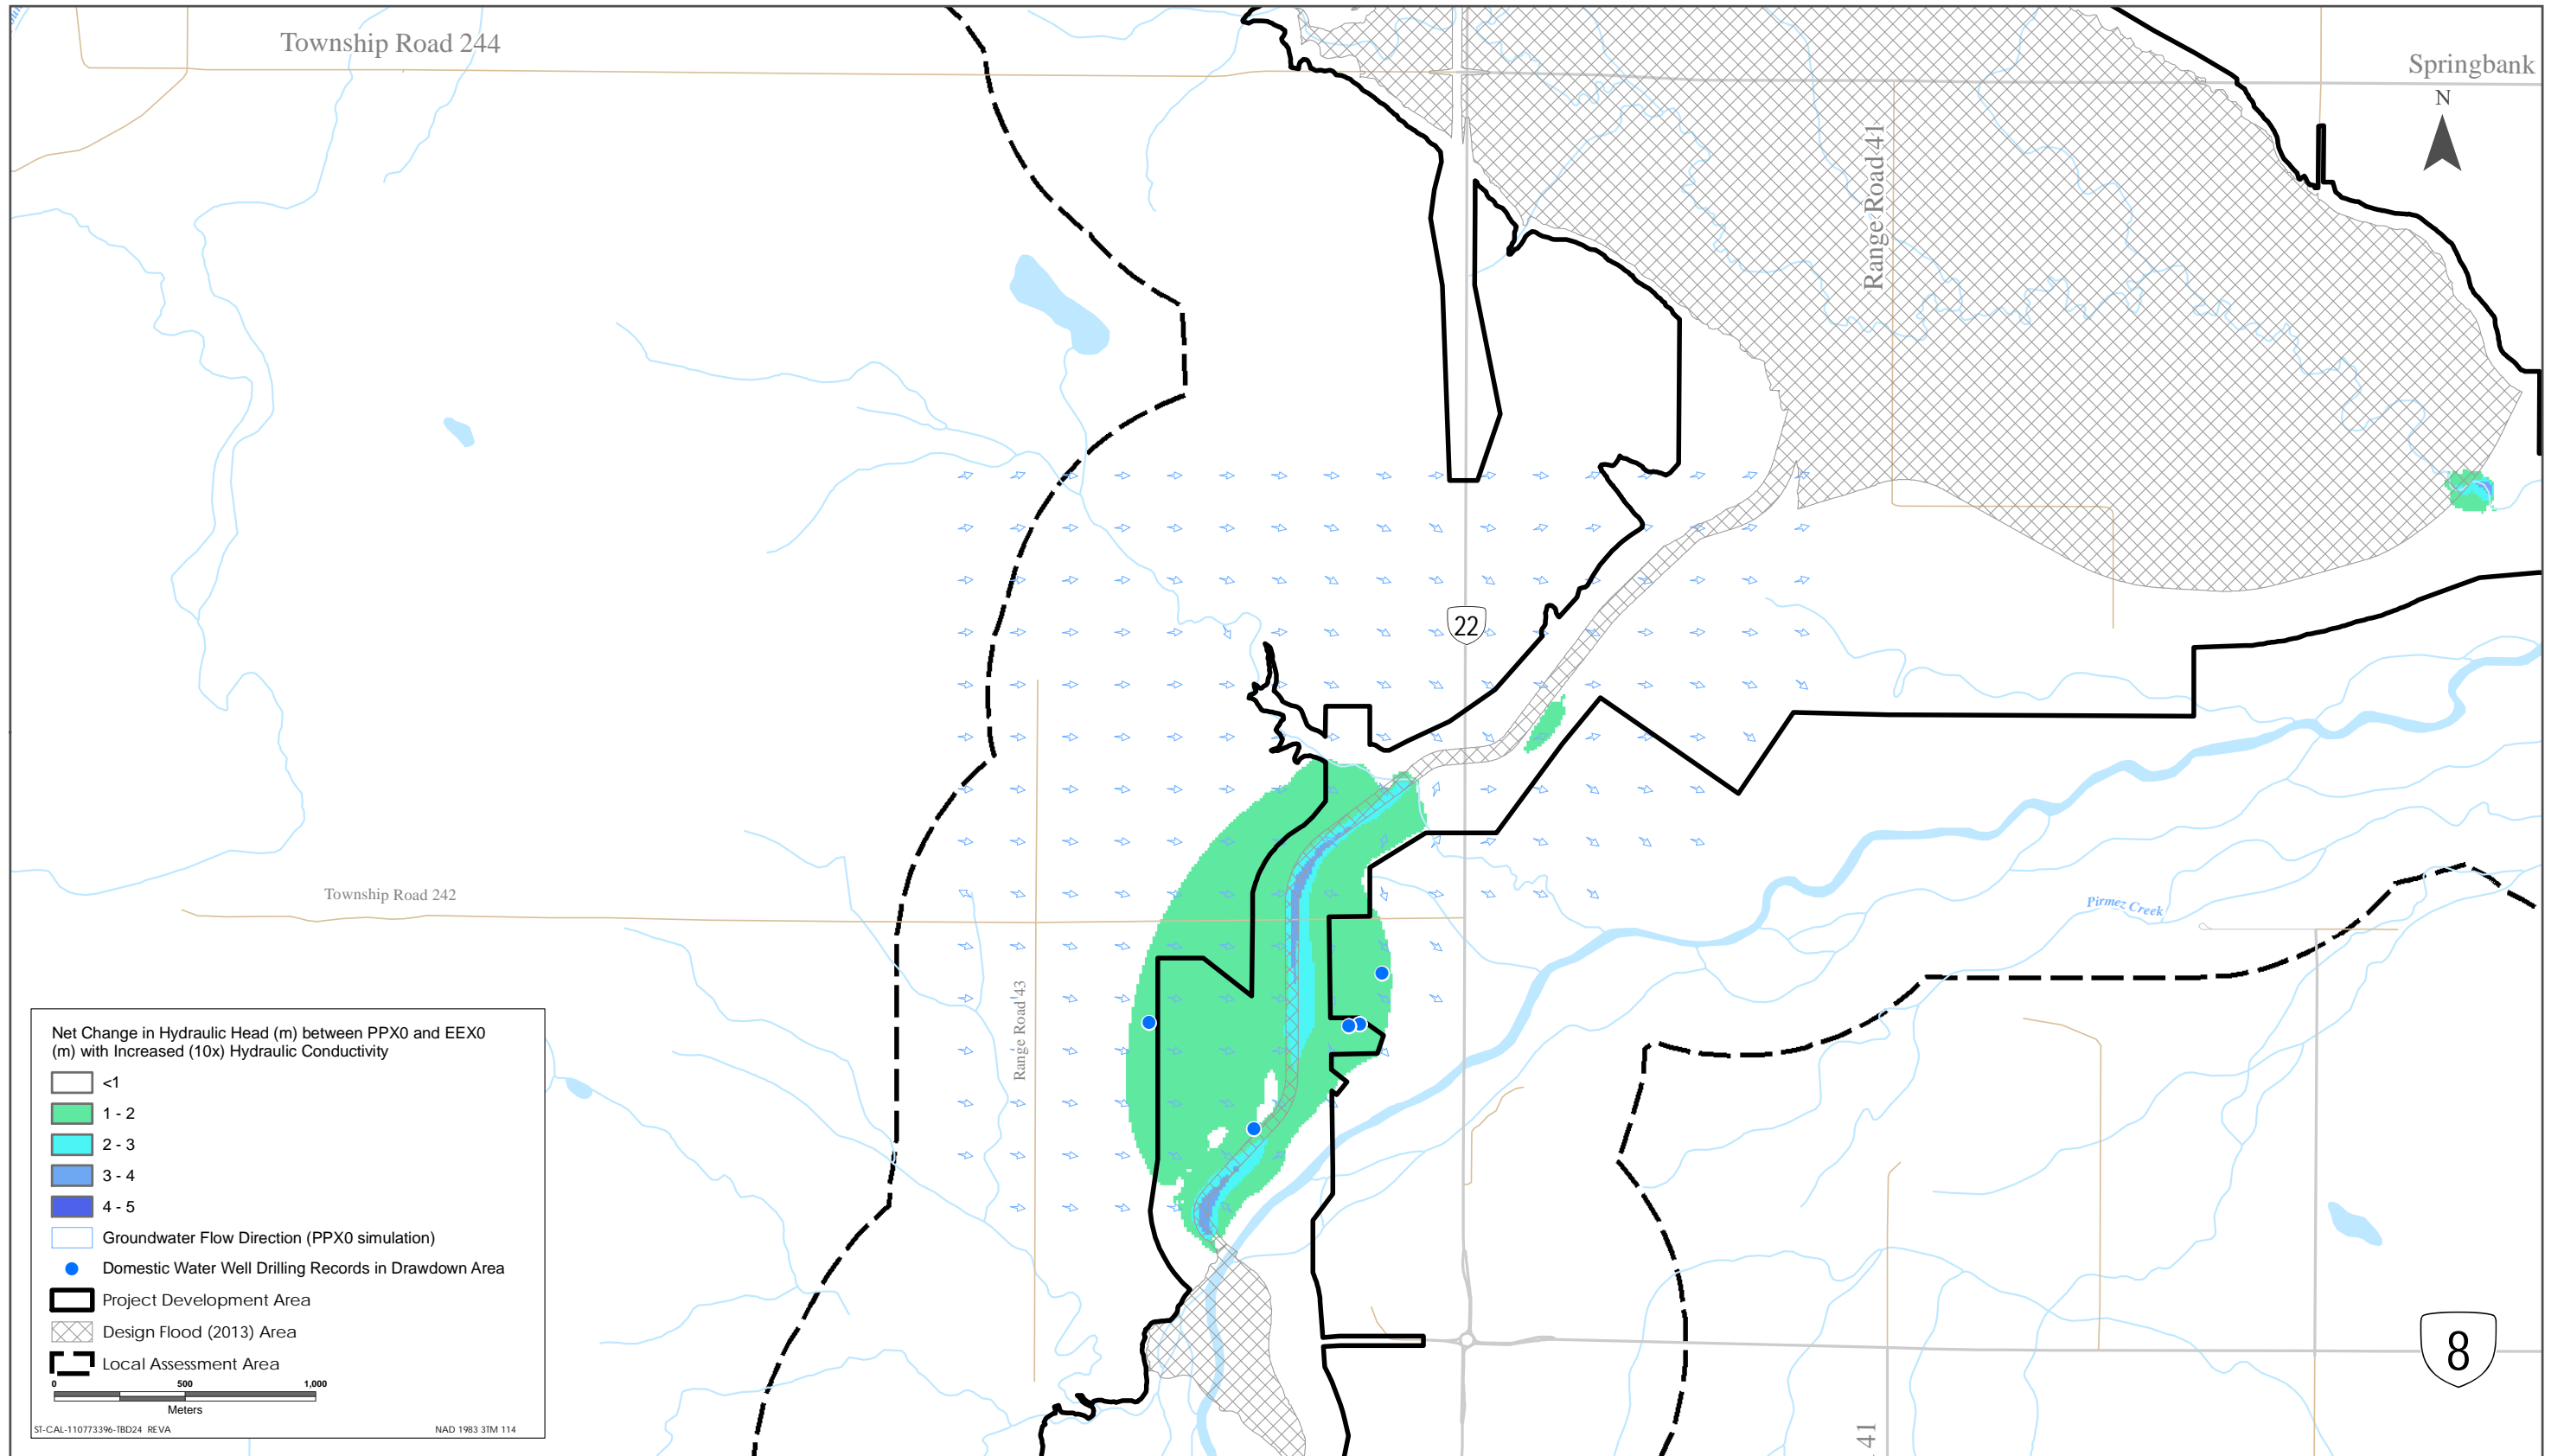 Township Road 244
Springbank
N
Range Road 41
22
Township Road 242
Pirmez Creek
Range Road 43
Net Change in Hydraulic Head (m) between PPX0 and EEX0
(m) with Increased (10x) Hydraulic Conductivity
<1
1 - 2
2 - 3
3 - 4
4 - 5
Groundwater Flow Direction (PPX0 simulation)
Domestic Water Well Drilling Records in Drawdown Area
Project Development Area
Design Flood (2013) Area
Local Assessment Area
0 500 1,000
Meters
ST-CAL-110773396-TBD24 REVA
NAD 1983 3TM 114
8
41